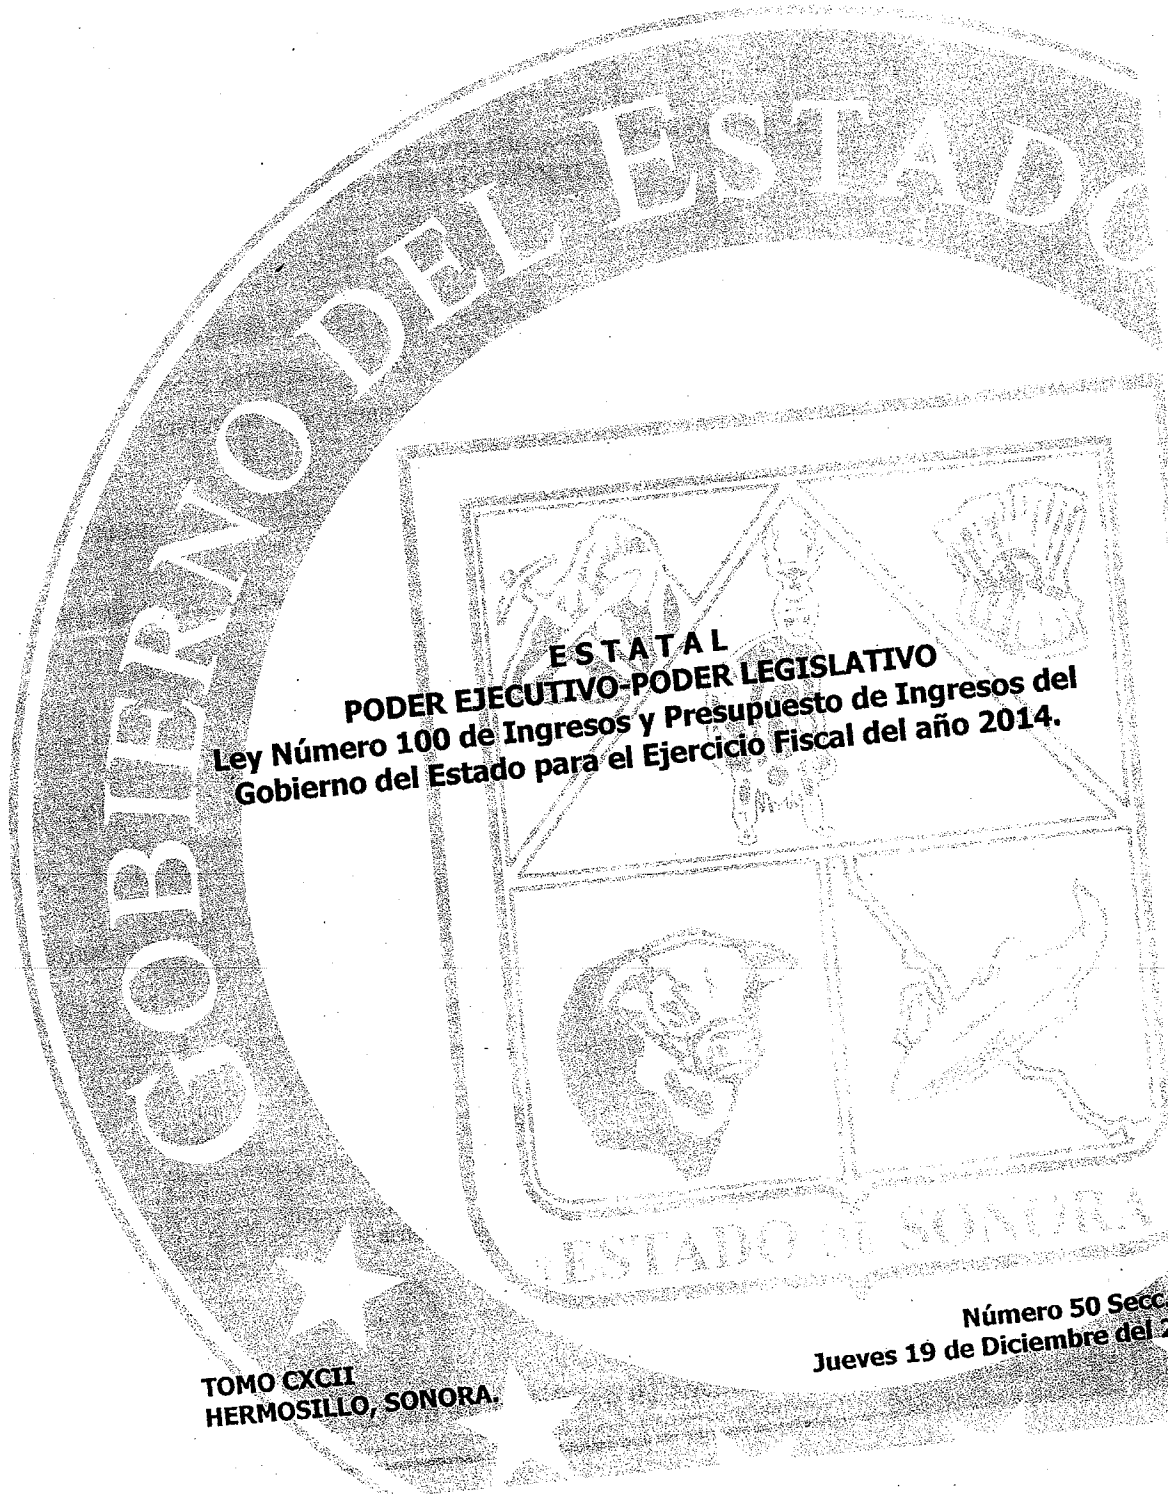 GOBIERNO DEL ESTADO
E S T A T A L
PODER EJECUTIVO-PODER LEGISLATIVO
Ley Número 100 de Ingresos y Presupuesto de Ingresos del
Gobierno del Estado para el Ejercicio Fiscal del año 2014.
ESTADO DE SONORA
Número 50 Secc.
Jueves 19 de Diciembre del 2
TOMO CXCII
HERMOSILLO, SONORA.